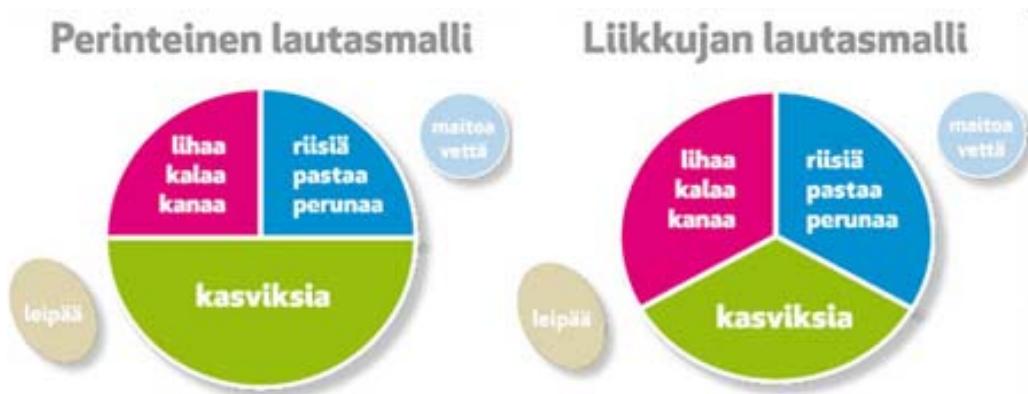 Perinteinen lautasmalli
lihaa
kalaa
kanaa
riisiä
pastaa
perunaa
maitoa
vettä
kasviksia
leipää
Liikkujan lautasmalli
lihaa
kalaa
kanaa
riisiä
pastaa
perunaa
maitoa
vettä
kasviksia
leipää